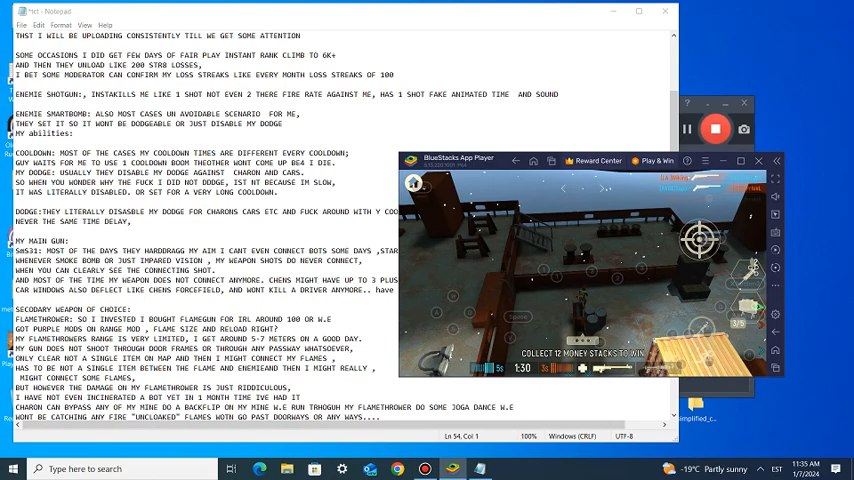 *tct - Notepad
File Edit Format View Help
THST I WILL BE UPLOADING CONSISTENTLY TILL WE GET SOME ATTENTION
SOME OCCASIONS I DID GET FEW DAYS OF FAIR PLAY INSTANT RANK CLIMB TO 6K+
AND THEN THEY UNLOAD LIKE 200 STR8 LOSSES,
I BET SOME MODERATOR CAN CONFIRM MY LOSS STREAKS LIKE EVERY MONTH LOSS STREAKS OF 100
ENEMIE SHOTGUN:, INSTAKILLS ME LIKE 1 SHOT NOT EVEN 2 THERE FIRE RATE AGAINST ME, HAS 1 SHOT FAKE ANIMATED TIME  AND SOUND
ENEMIE SMARTBOMB: ALSO MOST CASES UN AVOIDABLE SCENARIO  FOR ME,
THEY SET IT SO IT WONT BE DODGEABLE OR JUST DISABLE MY DODGE
MY abilities:
COOLDOWN: MOST OF THE CASES MY COOLDOWN TIMES ARE DIFFERENT EVERY COOLDOWN;
GUY WAITS FOR ME TO USE 1 COOLDOWN BOOM THEOTHER WONT COME UP BE4 I DIE.
MY DODGE: USUALLY THEY DISABLE MY DODGE AGAINST  CHARON AND CARS.
SO WHEN YOU WONDER WHY THE FUCK I DID NOT DODGE, IST NT BECAUSE IM SLOW,
IT WAS LITERALLY DISABLED. OR SET FOR A VERY LONG COOLDOWN.
DODGE:THEY LITERALLY DISASBLE MY DODGE FOR CHARONS CARS ETC AND FUCK AROUND WITH Y COO
NEVER THE SAME TIME DELAY,
MY MAIN GUN:
SmS31: MOST OF THE DAYS THEY HARDDRAGG MY AIM I CANT EVEN CONNECT BOTS SOME DAYS ,STAR
WHENEVER SMOKE BOMB OR JUST IMPARED VISION , MY WEAPON SHOTS DO NEVER CONNECT,
WHEN YOU CAN CLEARLY SEE THE CONNECTING SHOT.
AND MOST OF THE TIME MY WEAPON DOES NOT CONNECT ANYMORE. CHENS MIGHT HAVE UP TO 3 PLUS
CAR WINDOWS ALSO DEFLECT LIKE CHENS FORCEFIELD, AND WONT KILL A DRIVER ANYMORE.. have
SECODARY WEAPON OF CHOICE:
FLAMETHROWER: SO I INVESTED I BOUGHT FLAMEGUN FOR IRL AROUND 100 OR W.E
GOT PURPLE MODS ON RANGE MOD , FLAME SIZE AND RELOAD RIGHT?
MY FLAMETHROWERS RANGE IS VERY LIMITED, I GET AROUND 5-7 METERS ON A GOOD DAY.
MY GUN DOES NOT SHOOT THROUGH DOOR FRAMES OR THROUGH ANY PASSWAY WHATSOEVER,
ONLY CLEAR NOT A SINGLE ITEM ON MAP AND THEN I MIGHT CONNECT MY FLAMES ,
HAS TO BE NOT A SINGLE ITEM BETWEEN THE FLAME AND ENEMIEAND THEN I MIGHT REALLY ,
MIGHT CONNECT SOME FLAMES,
BUT HOWEVER THE DAMAGE ON MY FLAMETHROWER IS JUST RIDDICULOUS,
I HAVE NOT EVEN INCINERATED A BOT YET IN 1 MONTH TIME IVE HAD IT
CHARON CAN BYPASS ANY OF MY MINE DO A BACKFLIP ON MY MINE W.E RUN TRHOGUH MY FLAMETHROWER DO SOME JOGA DANCE W.E
WONT BE CATCHING ANY FIRE "UNCLOAKED" FLAMES WOTN GO PAST DOORWAYS OR ANY WAYS....
Ln 54, Col 1 100% Windows (CRLF) UTF-8
BlueStacks App Player
Reward Center Play & Win
Space
3/5
COLLECT 12 MONEY STACKS TO WIN
5s 1:30 3s
simplified_c...
Type here to search
-19°C Partly sunny EST 11:35 AM
1/7/2024